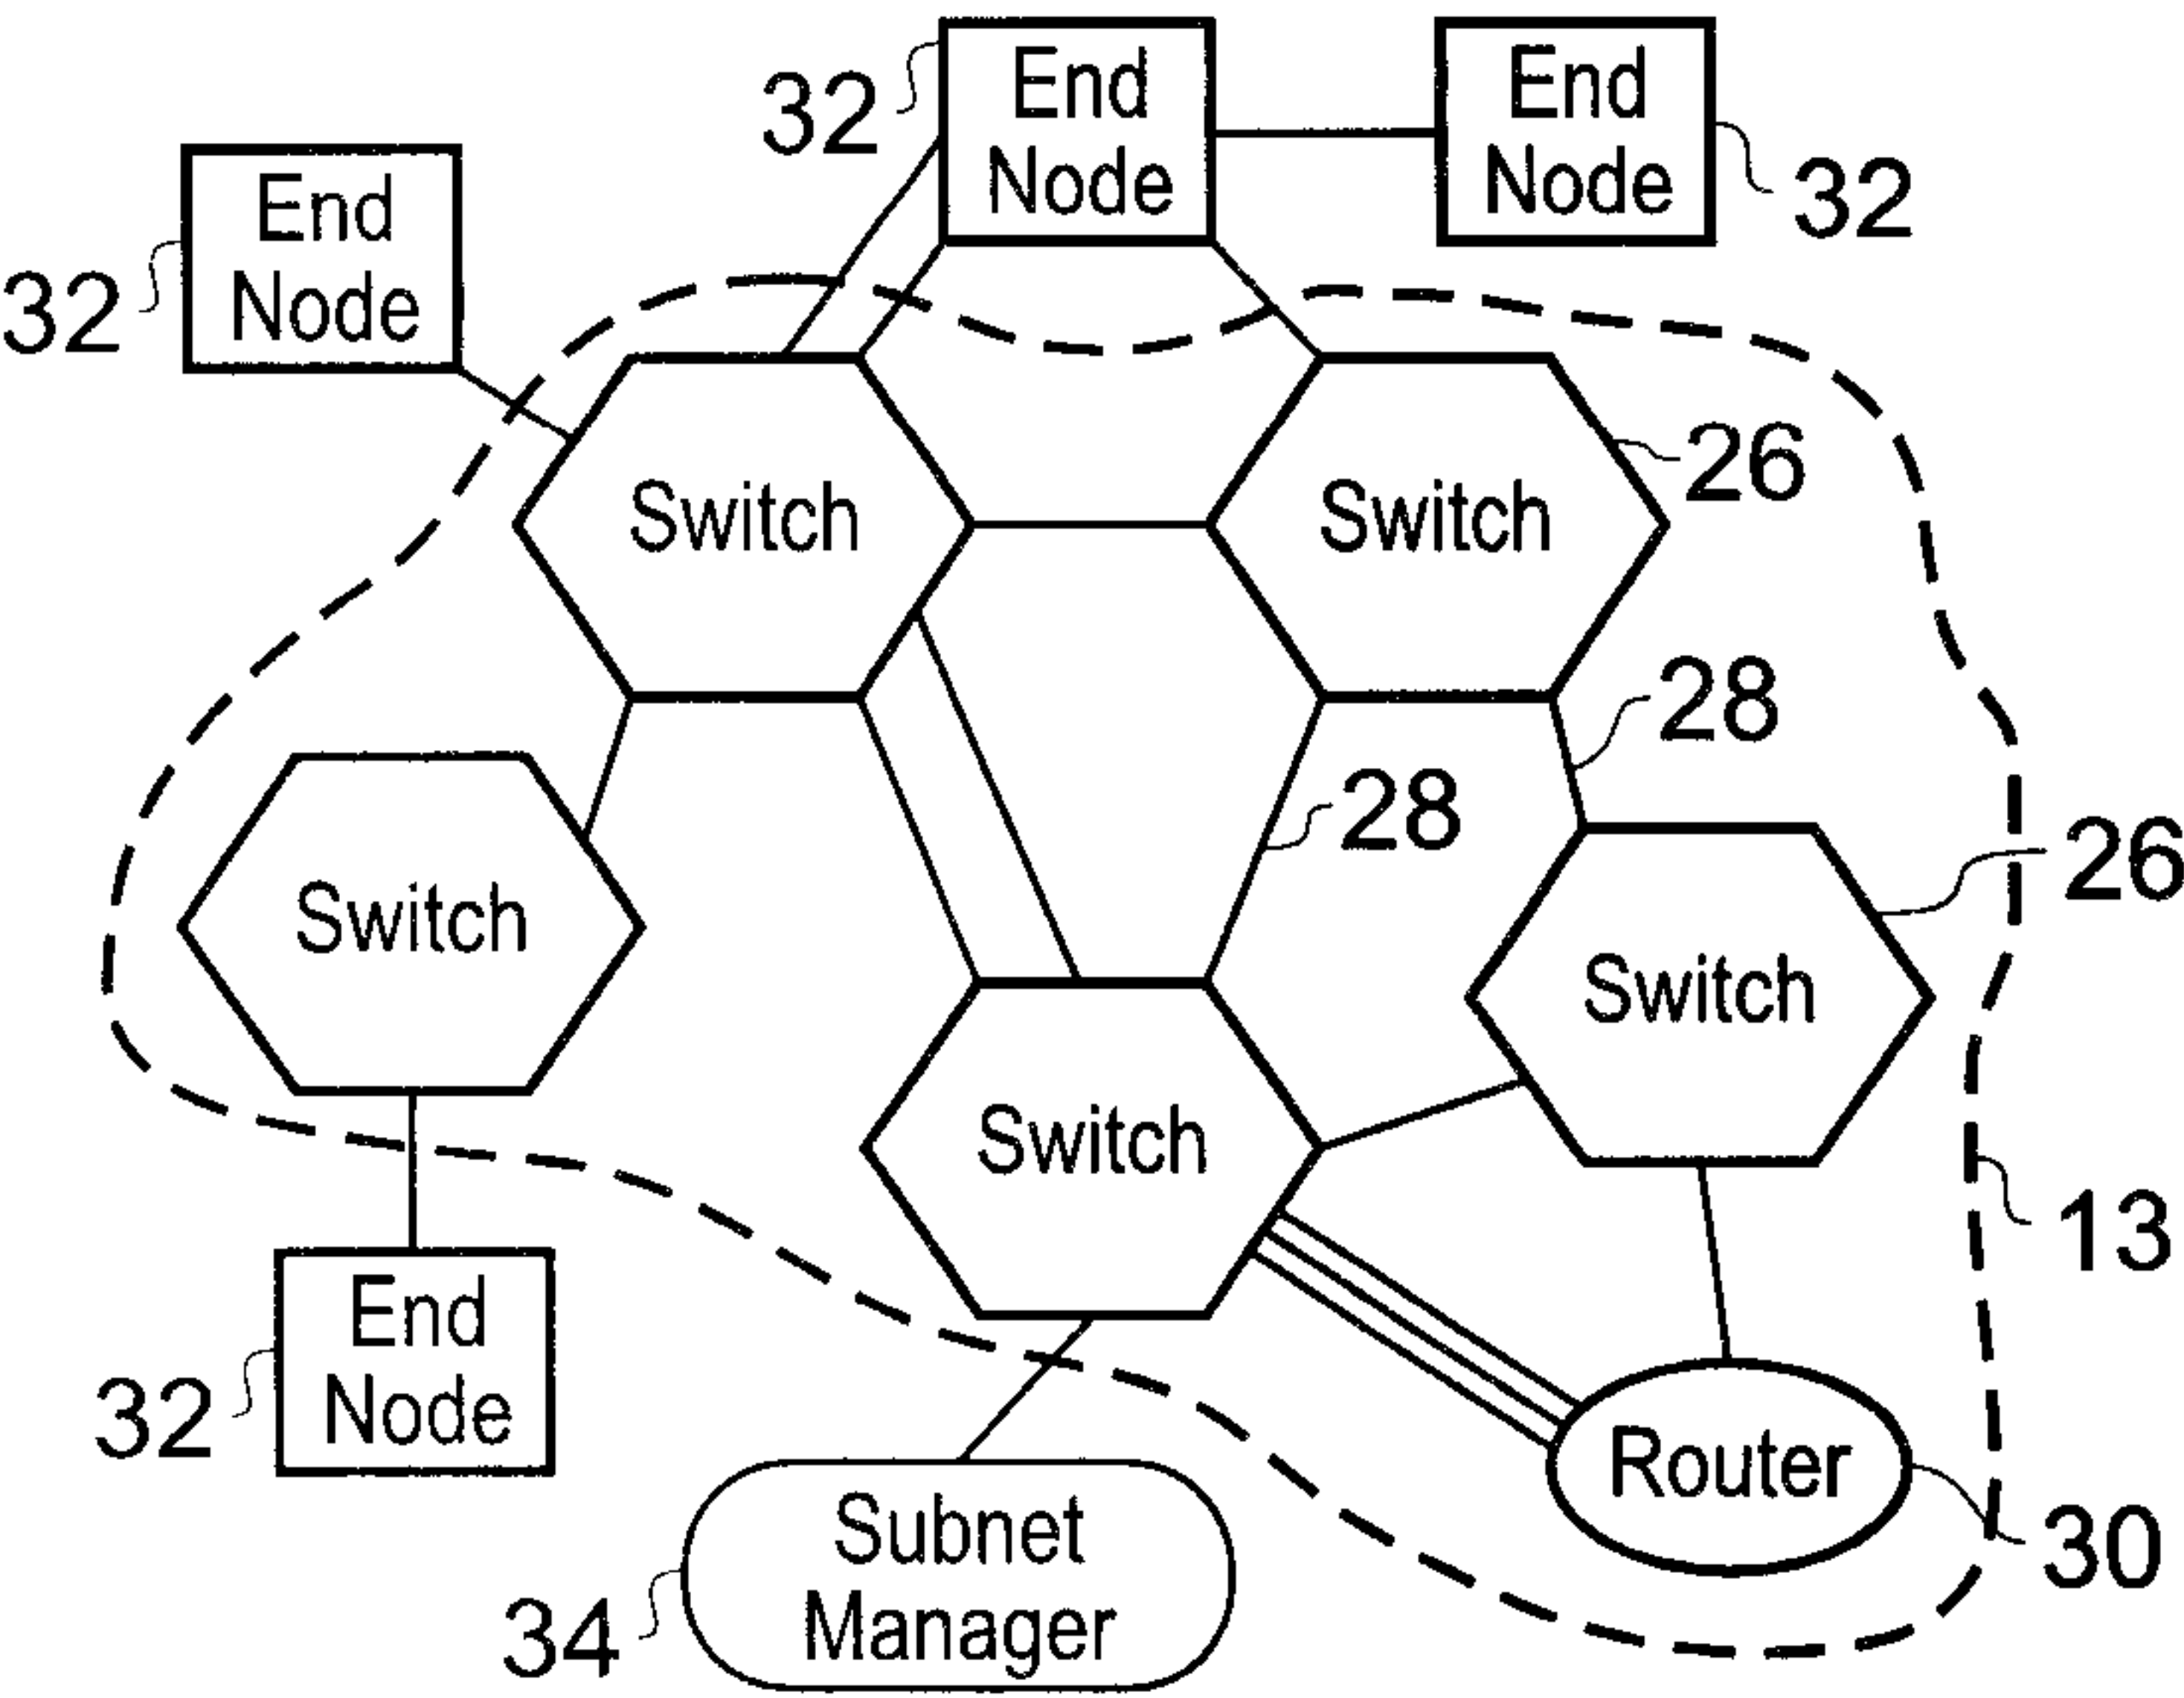 32
End
Node
End
Node
32
End
Node
32
Switch
Switch
26
28
28
26
Switch
Switch
Switch
13
End
Node
32
Router
30
Subnet
Manager
34